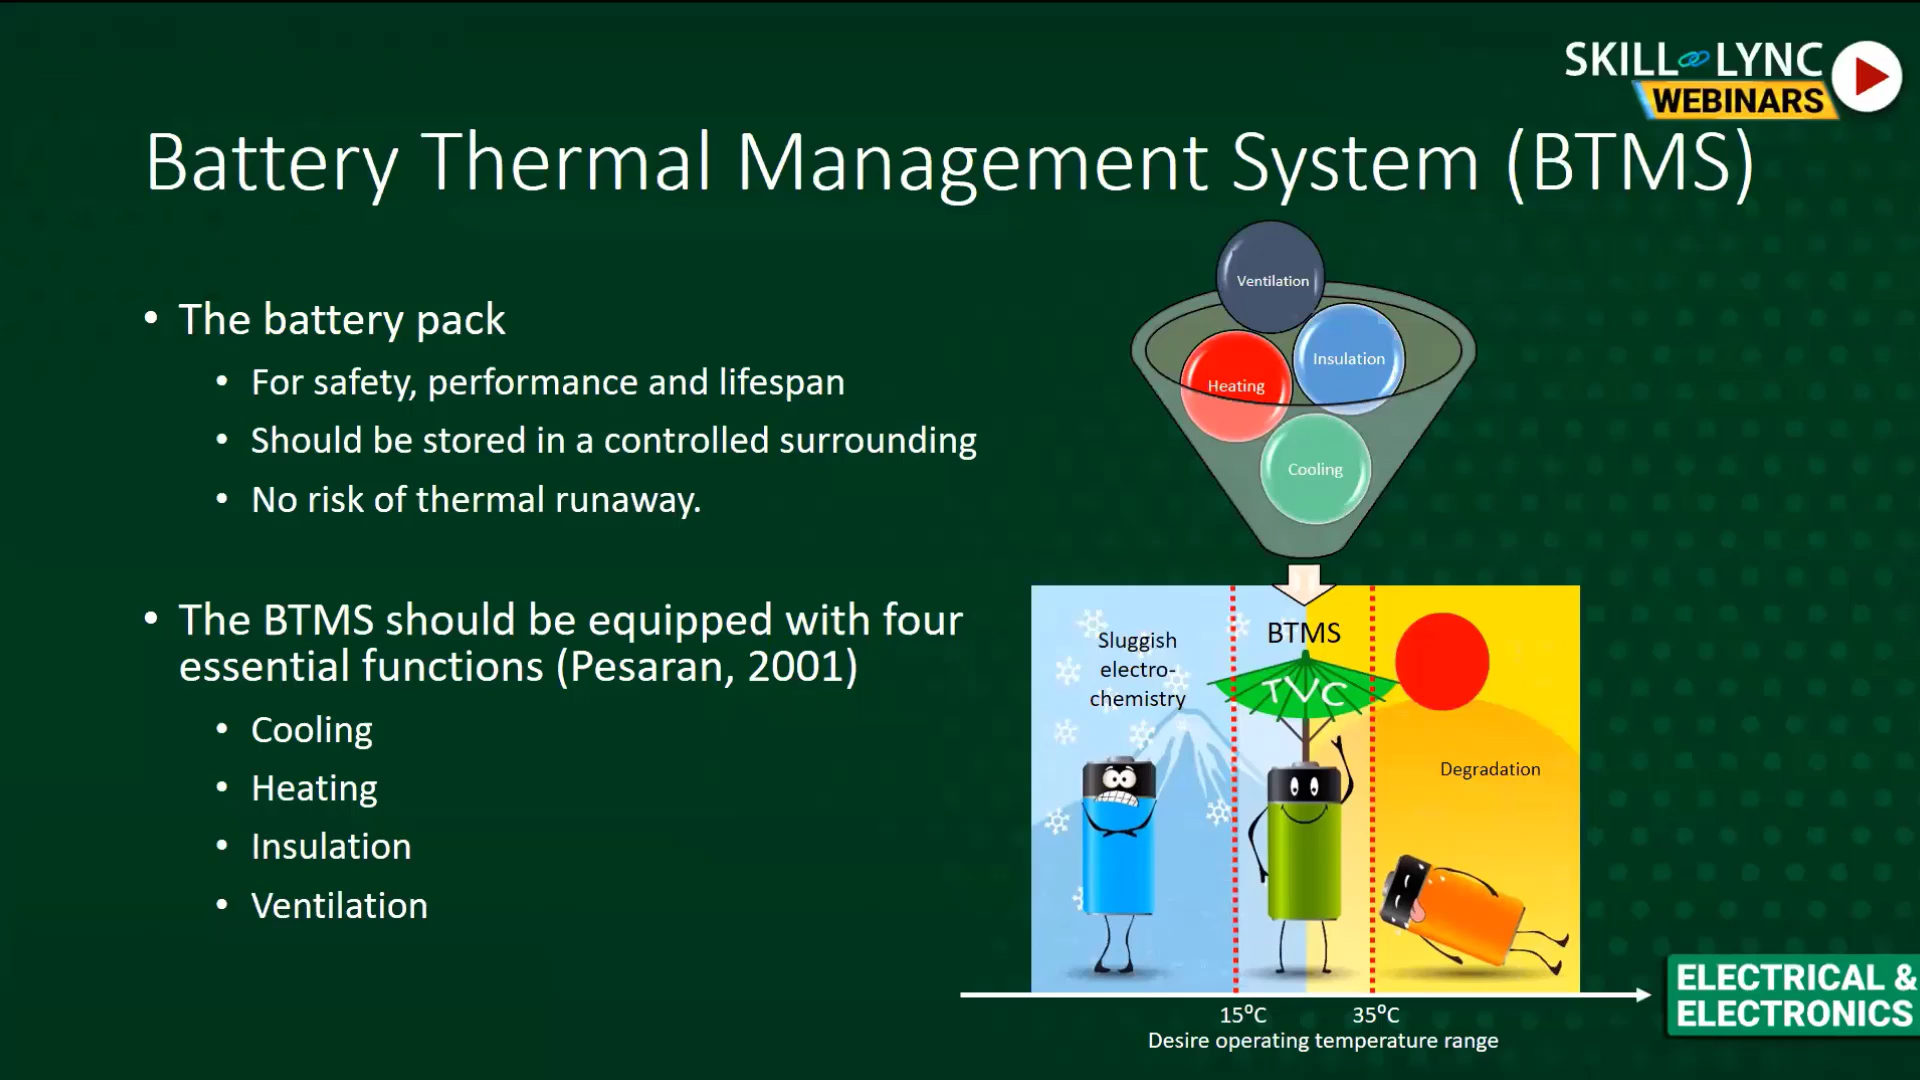 SKILL LYNC
WEBINARS
Battery Thermal Management System (BTMS)
• The battery pack
• For safety, performance and lifespan
• Should be stored in a controlled surrounding
• No risk of thermal runaway.
• The BTMS should be equipped with four
essential functions (Pesaran, 2001)
• Cooling
• Heating
• Insulation
• Ventilation
Ventilation
Insulation
Heating
Cooling
Sluggish
electro-
chemistry
BTMS
TVC
Degradation
15°C
35°C
Desire operating temperature range
ELECTRICAL &
ELECTRONICS